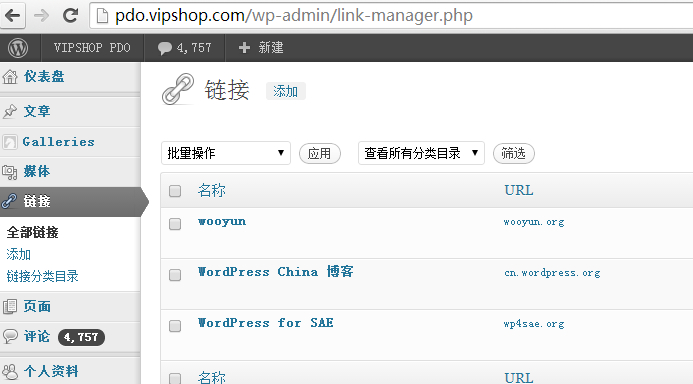 pdo.vipshop.com/wp-admin/link-manager.php
VIPSHOP PDO 4,757 新建
仪表盘
文章
Galleries
媒体
链接
全部链接
添加
链接分类目录
页面
评论 4,757
个人资料
链接 添加
批量操作 应用 查看所有分类目录 筛选
名称 URL
wooyun wooyun.org
WordPress China 博客 cn.wordpress.org
WordPress for SAE wp4sae.org
名称 URL